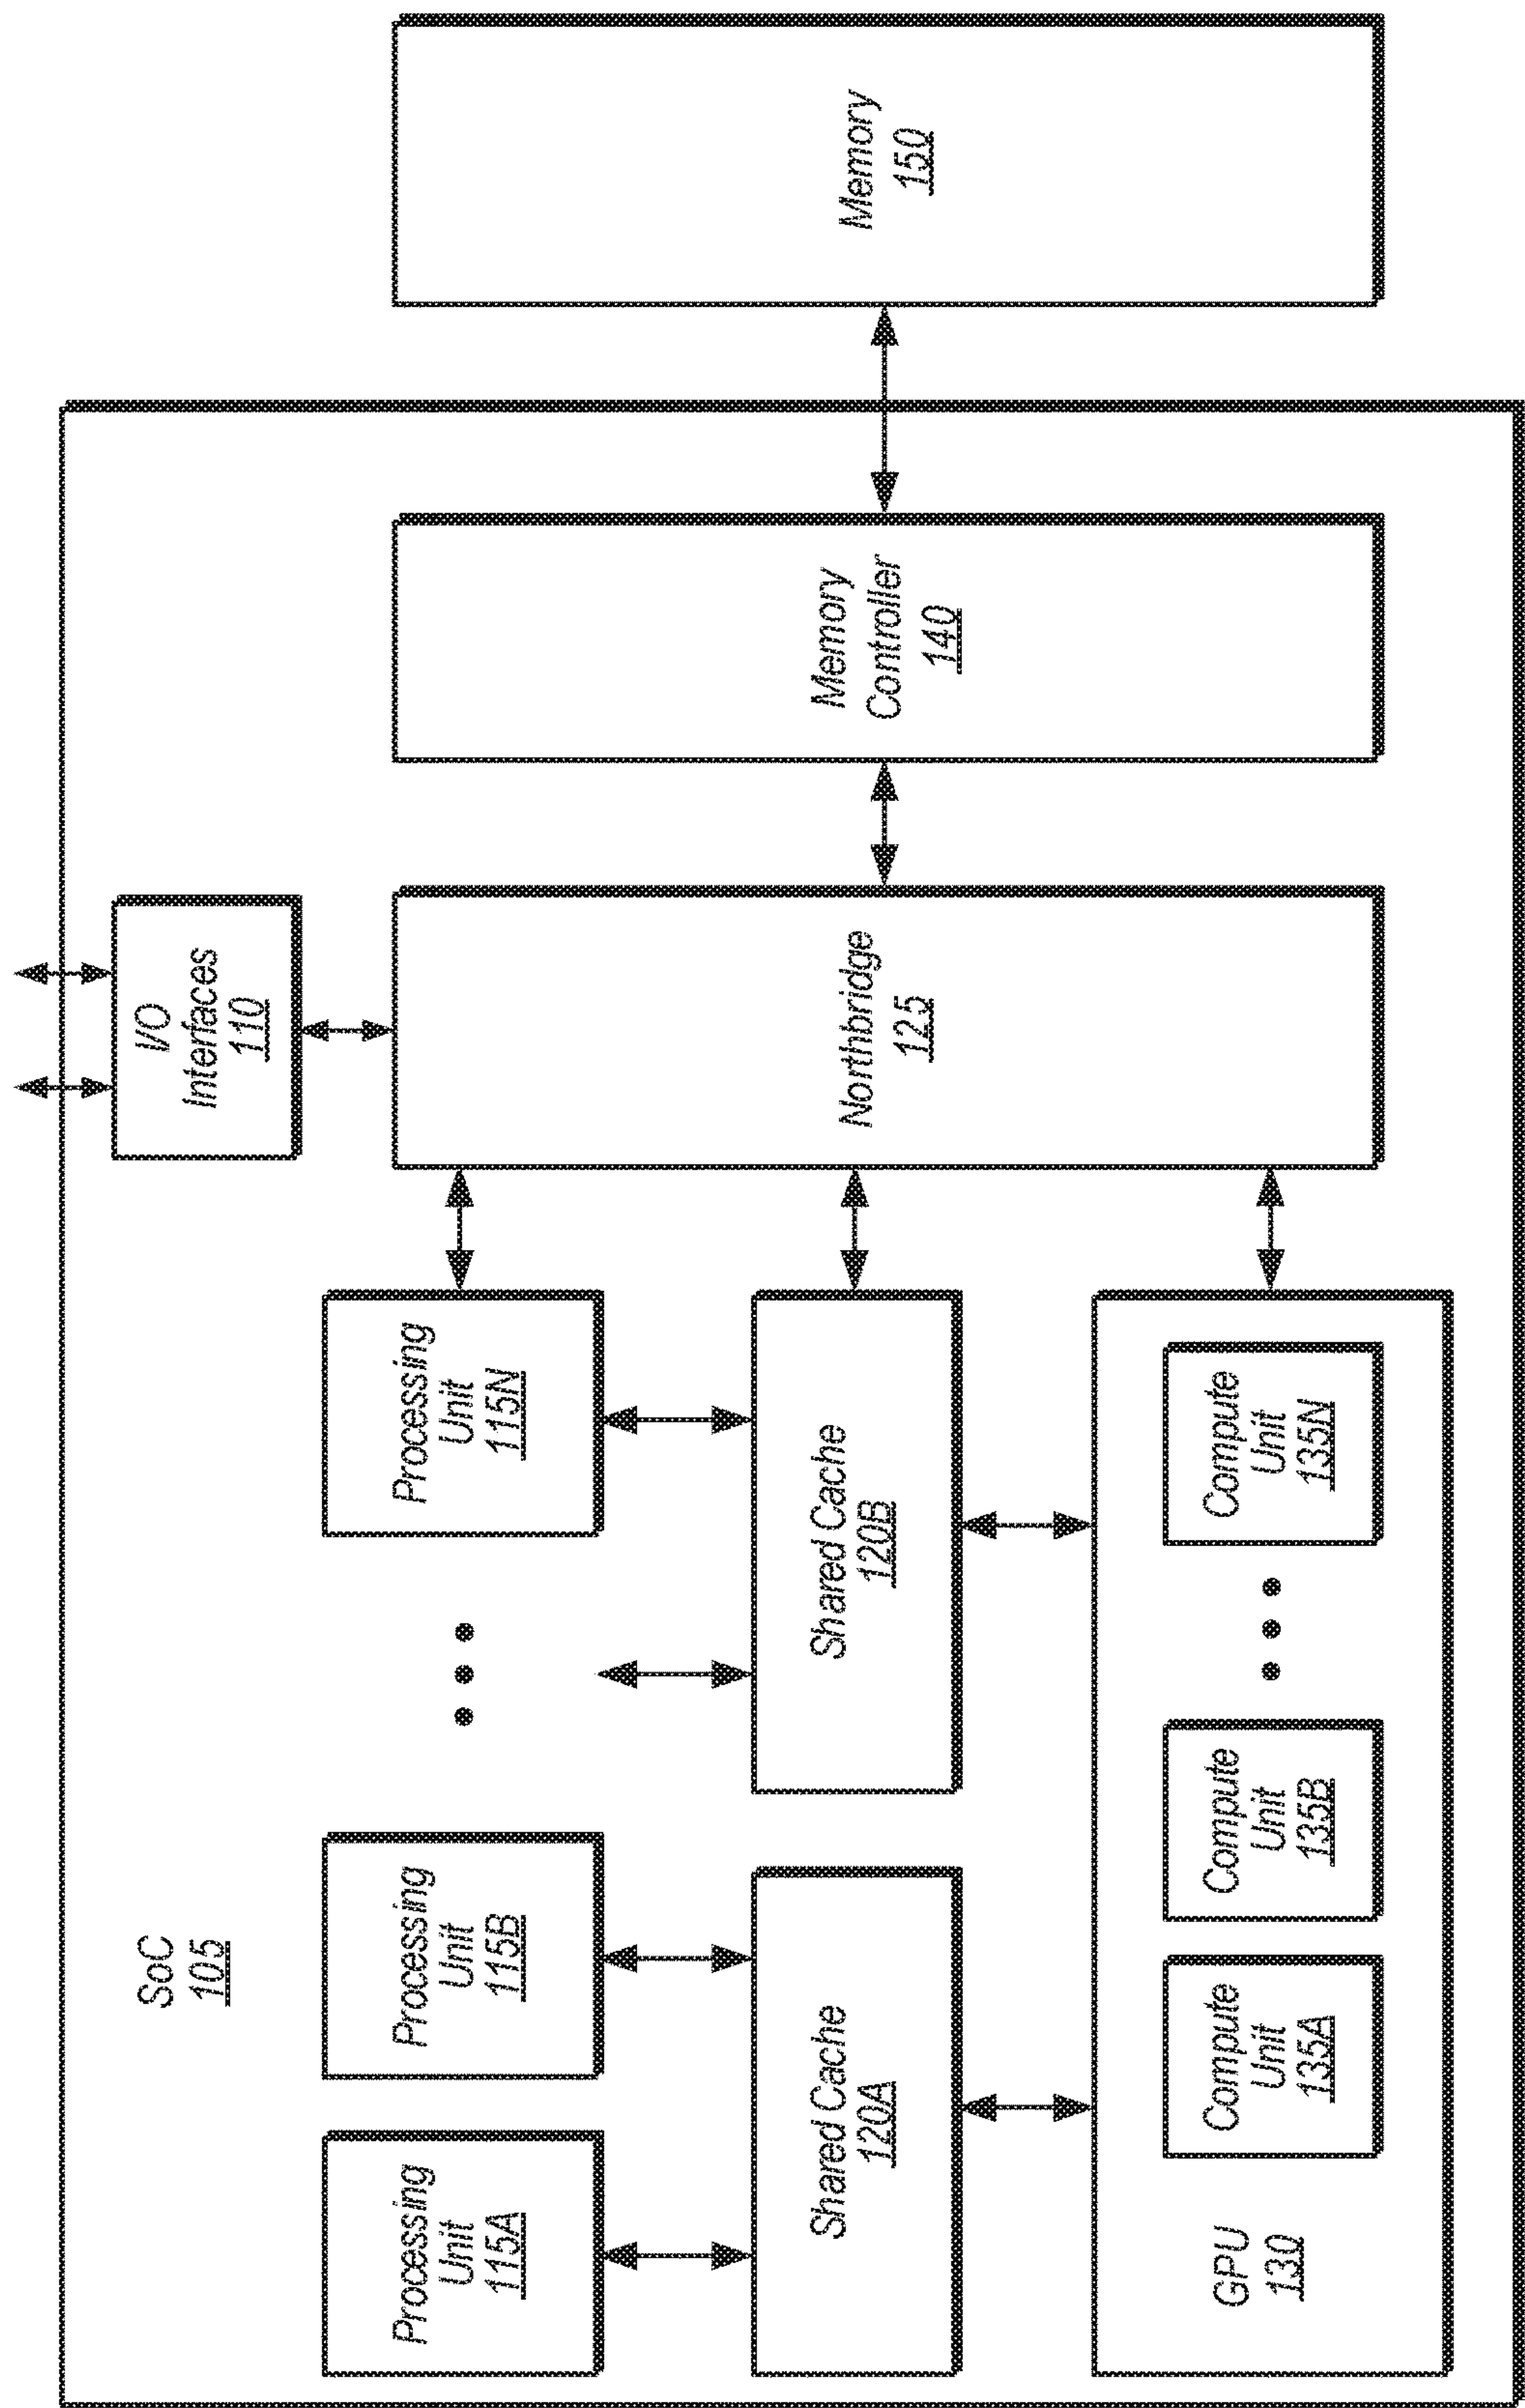 SoC
105
I/O
Interfaces
110
Processing
Unit
115A
Processing
Unit
115B
Processing
Unit
115N
Shared Cache
120A
Shared Cache
120B
GPU
130
Compute
Unit
135A
Compute
Unit
135B
Compute
Unit
135N
Northbridge
125
Memory
Controller
140
Memory
150